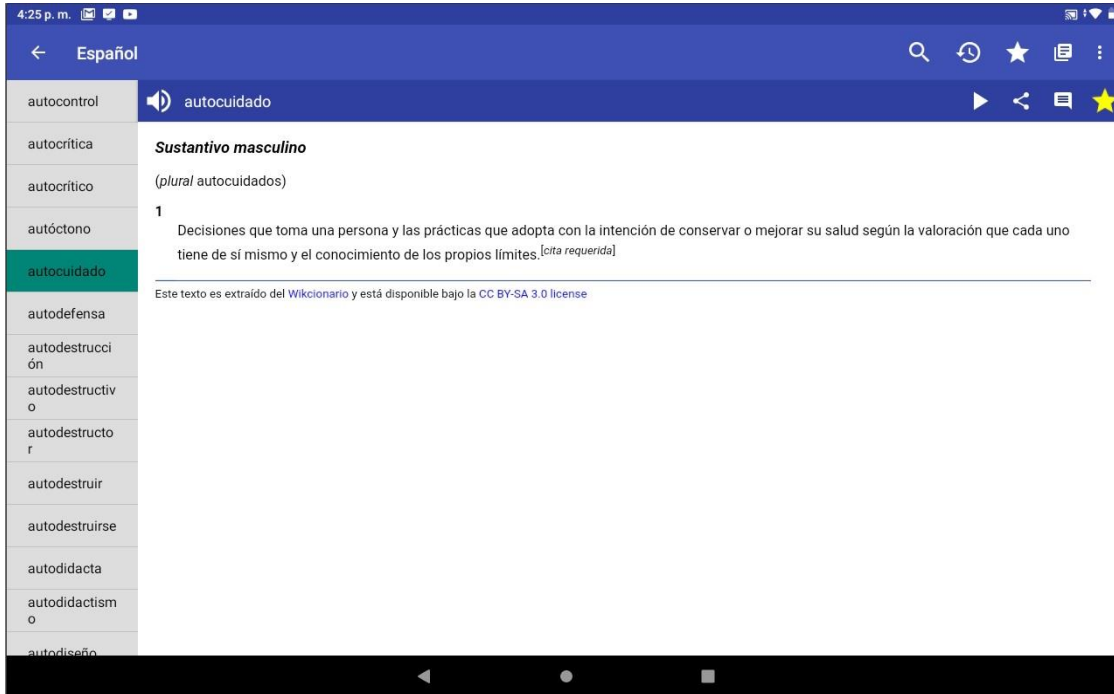 4:25 p. m.
Español
autocontrol
autocrítica
autocrítico
autóctono
autocuidado
autodefensa
autodestrucci
ón
autodestructiv
o
autodestructo
r
autodestruir
autodestruirse
autodidacta
autodidactism
o
autodiseño
autocuidado
Sustantivo masculino
(plural autocuidados)
1
Decisiones que toma una persona y las prácticas que adopta con la intención de conservar o mejorar su salud según la valoración que cada uno
tiene de sí mismo y el conocimiento de los propios límites.[cita requerida]
Este texto es extraído del Wikcionario y está disponible bajo la CC BY-SA 3.0 license